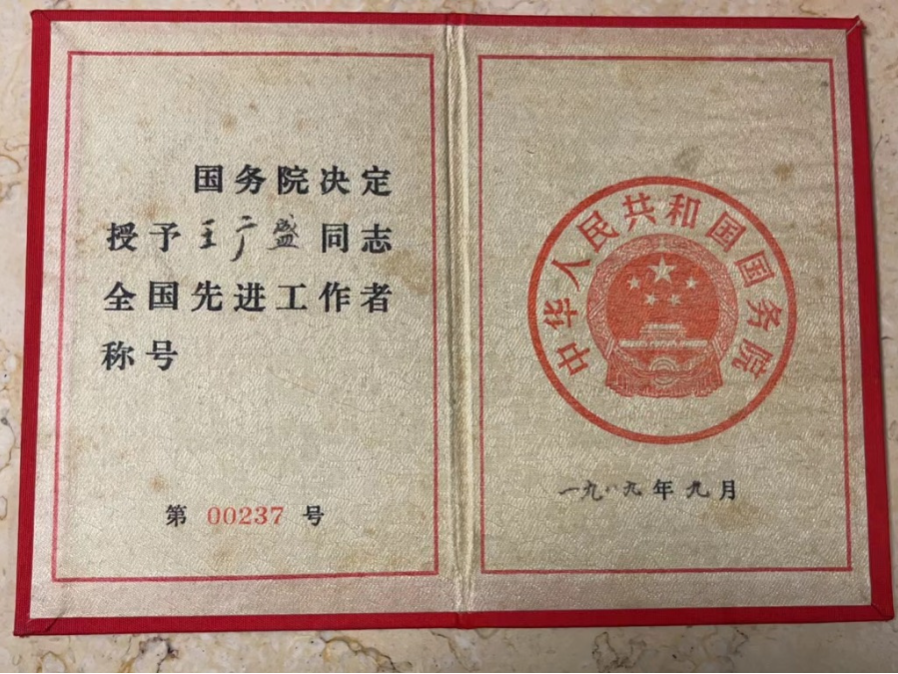 国务院决定
授予王广盛同志
全国先进工作者
称号
第 00237 号
中华人民共和国国务院
一九八九年九月